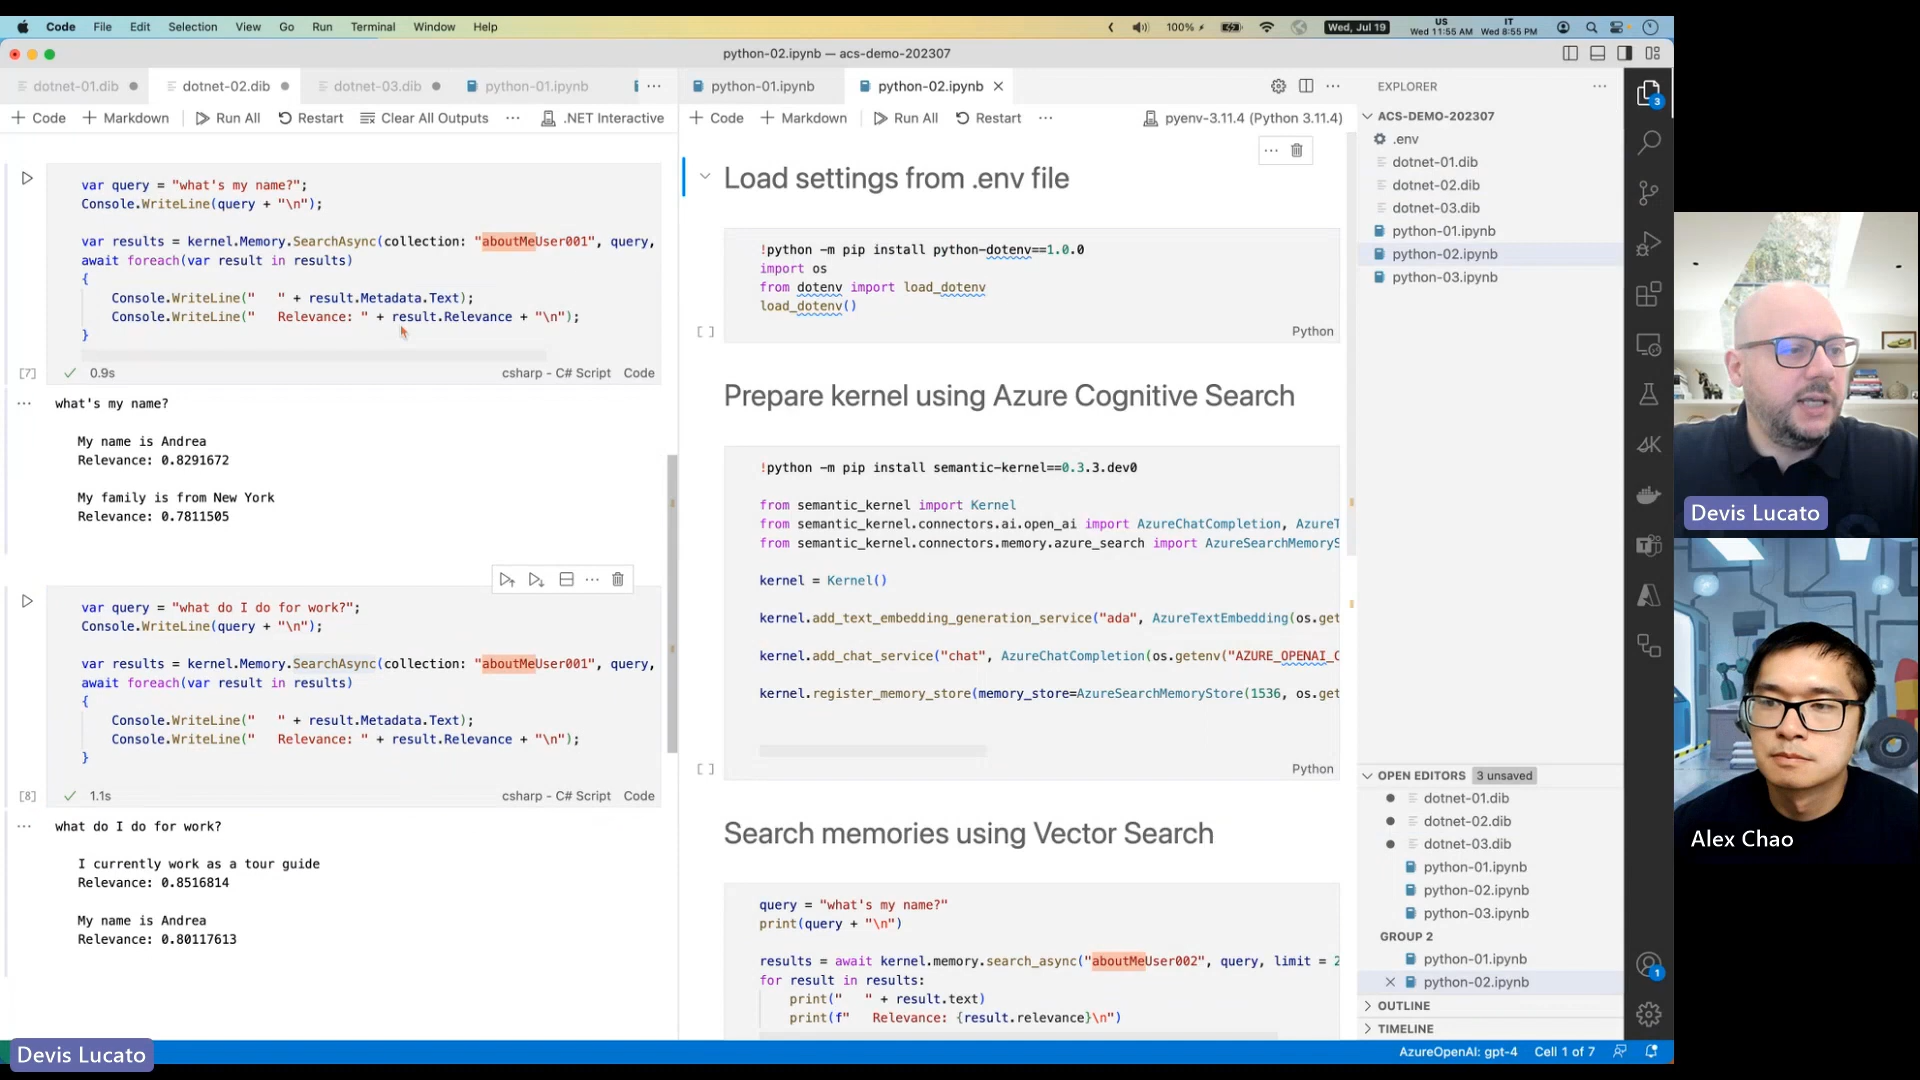 Code File Edit Selection View Go Run Terminal Window Help
100% Wed, Jul 19 US Wed 11:55 AM IT Wed 8:55 PM
python-02.ipynb — acs-demo-202307
dotnet-01.dib dotnet-02.dib dotnet-03.dib python-01.ipynb
+ Code + Markdown Run All Restart Clear All Outputs ... .NET Interactive
var query = "what's my name?";
Console.WriteLine(query + "\n");
var results = kernel.Memory.SearchAsync(collection: "aboutMeUser001", query,
await foreach(var result in results)
{
Console.WriteLine("   " + result.Metadata.Text);
Console.WriteLine("   Relevance: " + result.Relevance + "\n");
}
[7] 0.9s csharp - C# Script Code
what's my name?
My name is Andrea
Relevance: 0.8291672
My family is from New York
Relevance: 0.7811505
var query = "what do I do for work?";
Console.WriteLine(query + "\n");
var results = kernel.Memory.SearchAsync(collection: "aboutMeUser001", query,
await foreach(var result in results)
{
Console.WriteLine("   " + result.Metadata.Text);
Console.WriteLine("   Relevance: " + result.Relevance + "\n");
}
[8] 1.1s csharp - C# Script Code
what do I do for work?
I currently work as a tour guide
Relevance: 0.8516814
My name is Andrea
Relevance: 0.80117613
python-01.ipynb python-02.ipynb
+ Code + Markdown Run All Restart ... pyenv-3.11.4 (Python 3.11.4)
Load settings from .env file
!python -m pip install python-dotenv==1.0.0
import os
from dotenv import load_dotenv
load_dotenv()
[ ] Python
Prepare kernel using Azure Cognitive Search
!python -m pip install semantic-kernel==0.3.3.dev0
from semantic_kernel import Kernel
from semantic_kernel.connectors.ai.open_ai import AzureChatCompletion, AzureT
from semantic_kernel.connectors.memory.azure_search import AzureSearchMemoryS
kernel = Kernel()
kernel.add_text_embedding_generation_service("ada", AzureTextEmbedding(os.get
kernel.add_chat_service("chat", AzureChatCompletion(os.getenv("AZURE_OPENAI_C
kernel.register_memory_store(memory_store=AzureSearchMemoryStore(1536, os.get
[ ] Python
Search memories using Vector Search
query = "what's my name?"
print(query + "\n")
results = await kernel.memory.search_async("aboutMeUser002", query, limit = 2
for result in results:
print("   " + result.text)
print(f"   Relevance: {result.relevance}\n")
EXPLORER
ACS-DEMO-202307
.env
dotnet-01.dib
dotnet-02.dib
dotnet-03.dib
python-01.ipynb
python-02.ipynb
python-03.ipynb
OPEN EDITORS 3 unsaved
dotnet-01.dib
dotnet-02.dib
dotnet-03.dib
python-01.ipynb
python-02.ipynb
python-03.ipynb
GROUP 2
python-01.ipynb
python-02.ipynb
OUTLINE
TIMELINE
3
4K
1
AzureOpenAI: gpt-4 Cell 1 of 7
Devis Lucato
Devis Lucato
Alex Chao